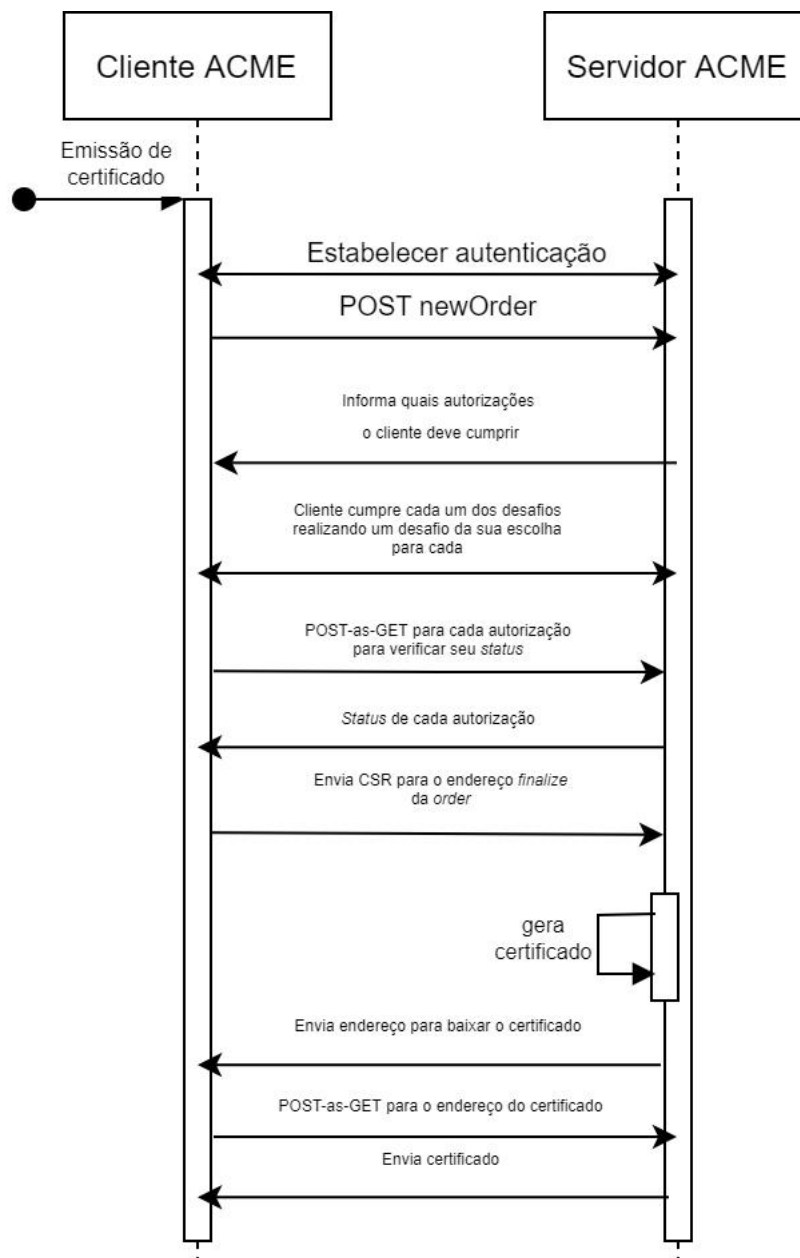 Cliente ACME
Servidor ACME
Emissão de
certificado
Estabelecer autenticação
POST newOrder
Informa quais autorizações
o cliente deve cumprir
Cliente cumpre cada um dos desafios
realizando um desafio da sua escolha
para cada
POST-as-GET para cada autorização
para verificar seu status
Status de cada autorização
Envia CSR para o endereço finalize
da order
gera
certificado
Envia endereço para baixar o certificado
POST-as-GET para o endereço do certificado
Envia certificado